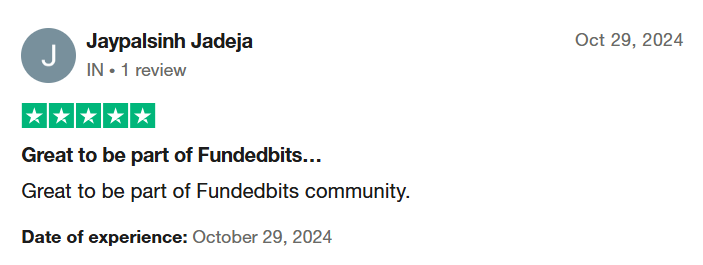 J
Jaypalsinh Jadeja
Oct 29, 2024
IN • 1 review
Great to be part of Fundedbits…
Great to be part of Fundedbits community.
Date of experience: October 29, 2024